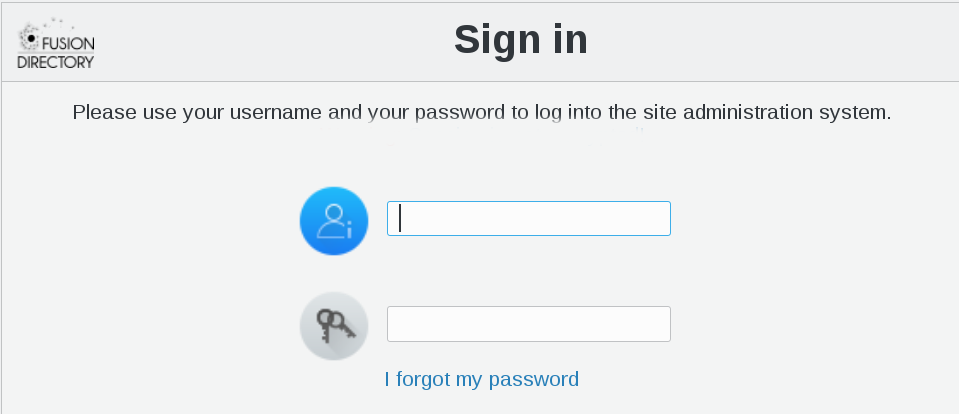 FUSION
DIRECTORY
Sign in
Please use your username and your password to log into the site administration system.
I forgot my password